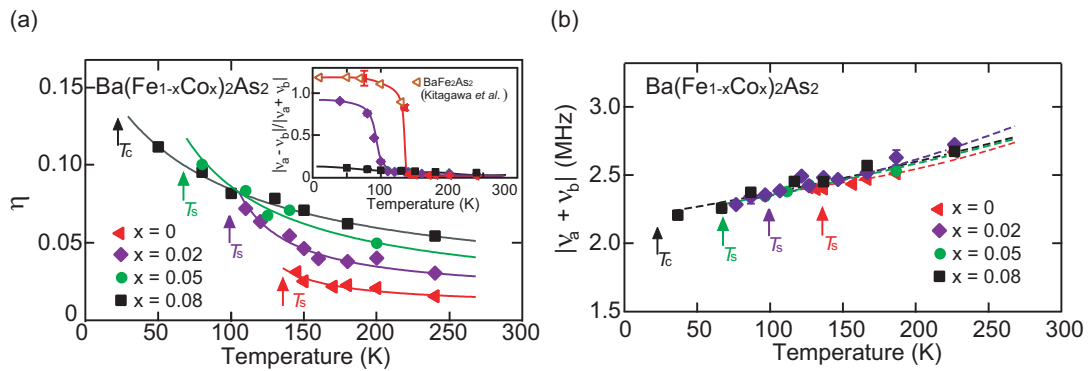 (a)
Ba(Fe1-xCox)2As2
0.15
0.10
0.05
0
η
Tc
Ts
Ts
Ts
x = 0
x = 0.02
x = 0.05
x = 0.08
0 50 100 150 200 250 300
Temperature (K)
|νa - νb|/|νa + νb|
1.0
0.5
0.0
BaFe2As2
(Kitagawa et al.)
0 100 200 300
Temperature (K)
(b)
Ba(Fe1-xCox)2As2
|νa + νb| (MHz)
3.0
2.5
2.0
1.5
Tc
Ts
Ts
Ts
x = 0
x = 0.02
x = 0.05
x = 0.08
0 50 100 150 200 250 300
Temperature (K)